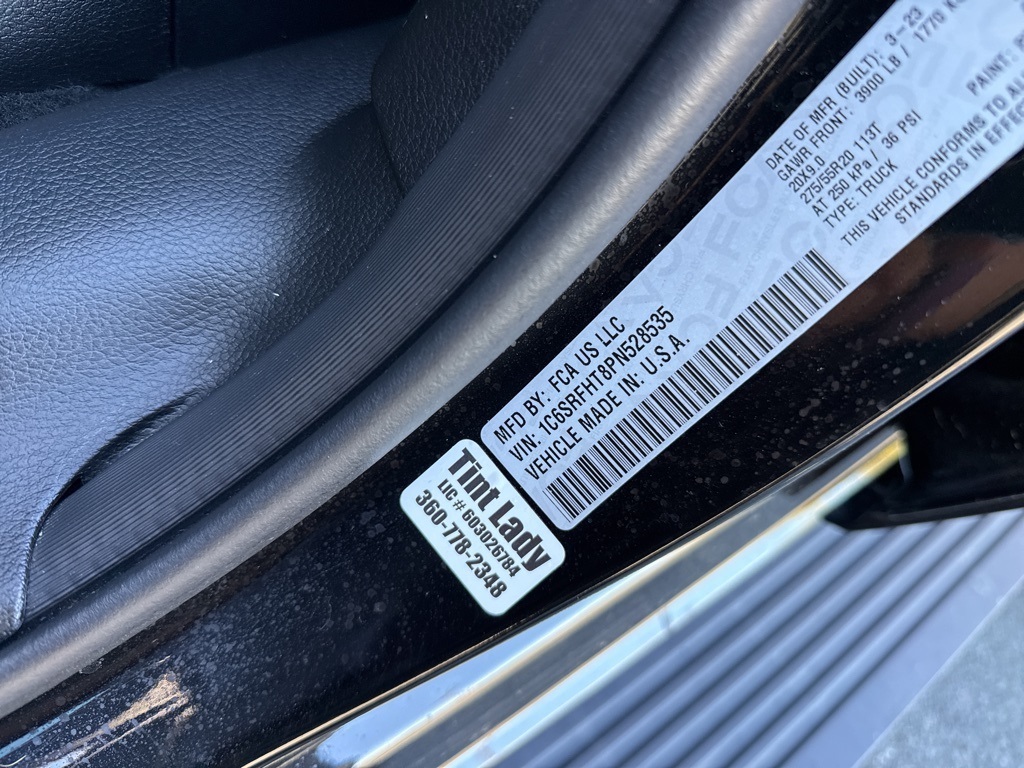 MFD BY: FCA US LLC
VIN: 1C6SRFHT8PN528535
VEHICLE MADE IN: U.S.A.
DATE OF MFR (BUILT): 3-23
GAWR FRONT: 3900 LB / 1770
20X9.0
275/55R20 113T
AT 250 kPa / 36 PSI
TYPE: TRUCK
PAINT:
THIS VEHICLE CONFORMS TO
STANDARDS IN EFFECT
Tint Lady
LIC # 603026784
360-778-2348